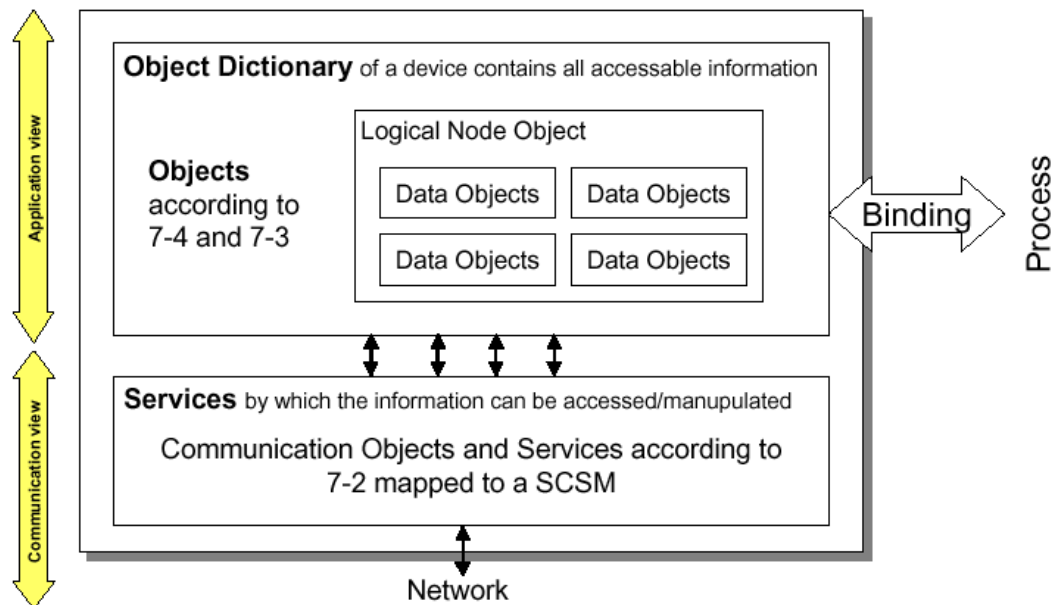 Object Dictionary of a device contains all accessable information
Application view
Logical Node Object
Objects
according to
7-4 and 7-3
Data Objects
Data Objects
Data Objects
Data Objects
Binding
Process
Communication view
Services by which the information can be accessed/manupulated
Communication Objects and Services according to
7-2 mapped to a SCSM
Network